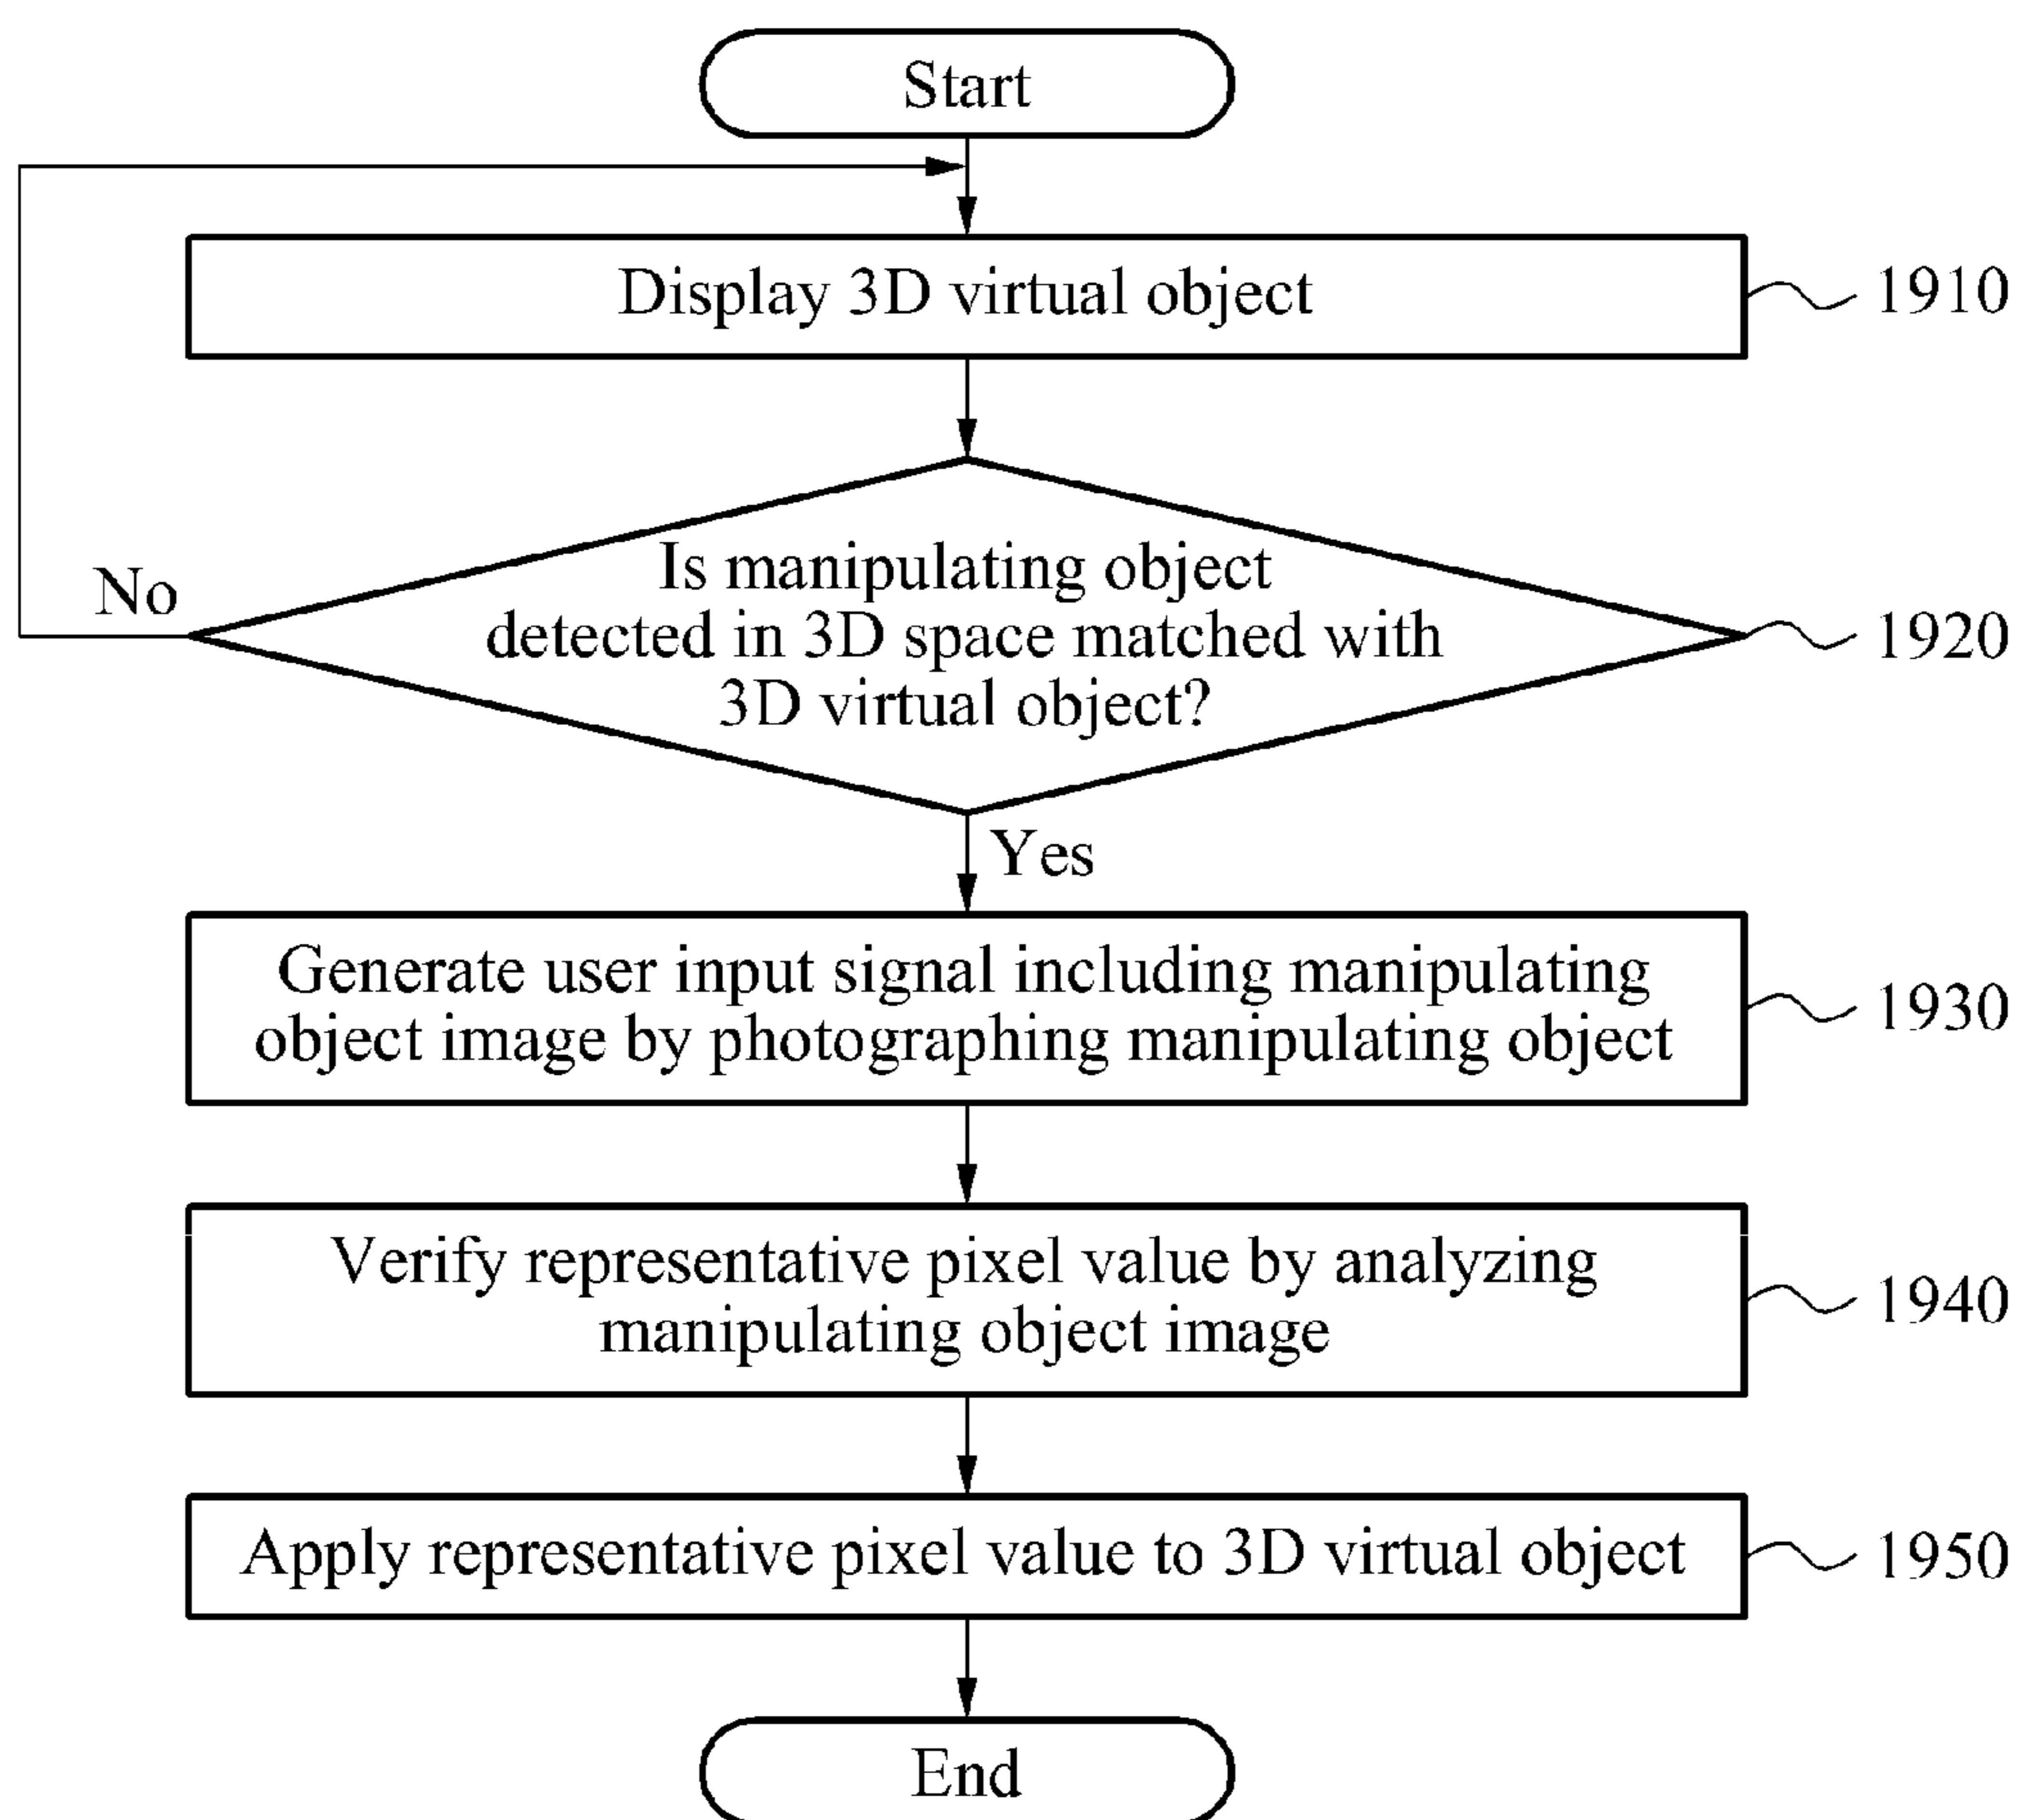 Start
Display 3D virtual object
1910
Is manipulating object
detected in 3D space matched with
3D virtual object?
1920
No
Yes
Generate user input signal including manipulating
object image by photographing manipulating object
1930
Verify representative pixel value by analyzing
manipulating object image
1940
Apply representative pixel value to 3D virtual object
1950
End